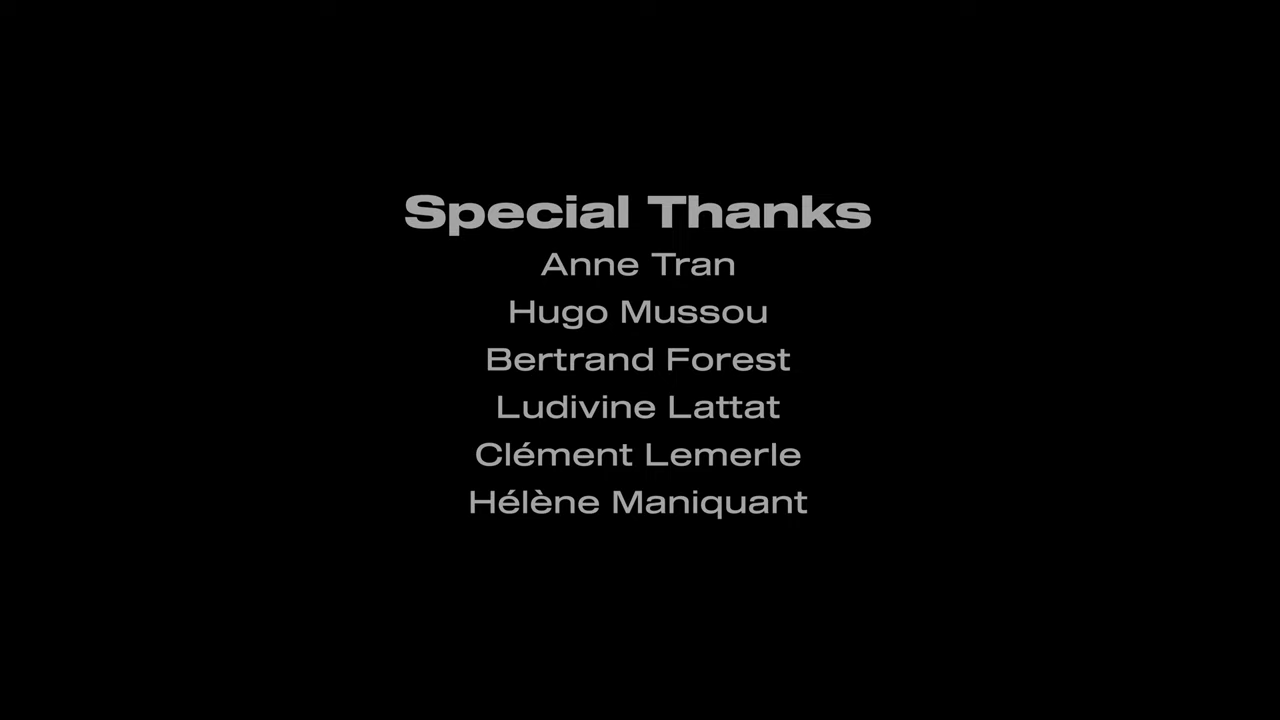 Special Thanks
Anne Tran
Hugo Mussou
Bertrand Forest
Ludivine Lattat
Clément Lemerle
Hélène Maniquant